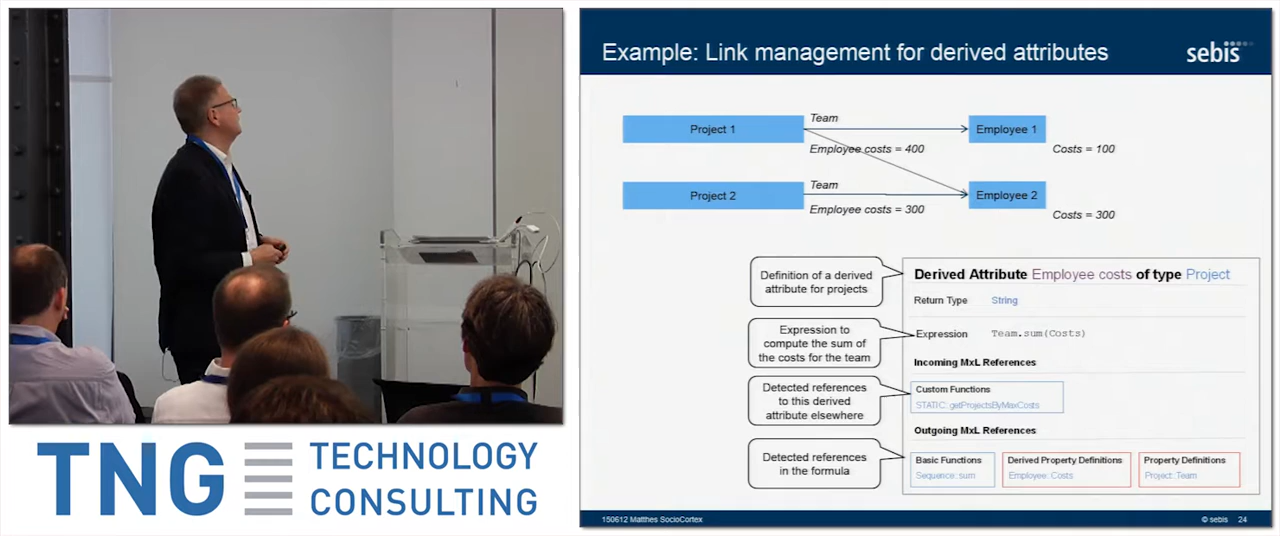 TNG TECHNOLOGY
CONSULTING
Example: Link management for derived attributes
sebis
Project 1
Team
Employee 1
Employee costs = 400
Costs = 100
Project 2
Team
Employee 2
Employee costs = 300
Costs = 300
Definition of a derived
attribute for projects
Expression to
compute the sum of
the costs for the team
Detected references
to this derived
attribute elsewhere
Detected references
in the formula
Derived Attribute Employee costs of type Project
Return Type String
Expression Team.sum(Costs)
Incoming MxL References
Custom Functions
STATIC: getProjectsByMaxCosts
Outgoing MxL References
Basic Functions
Sequence: sum
Derived Property Definitions
Employee: Costs
Property Definitions
Project: Team
150612 Matthes SocioCortex
© sebis 24